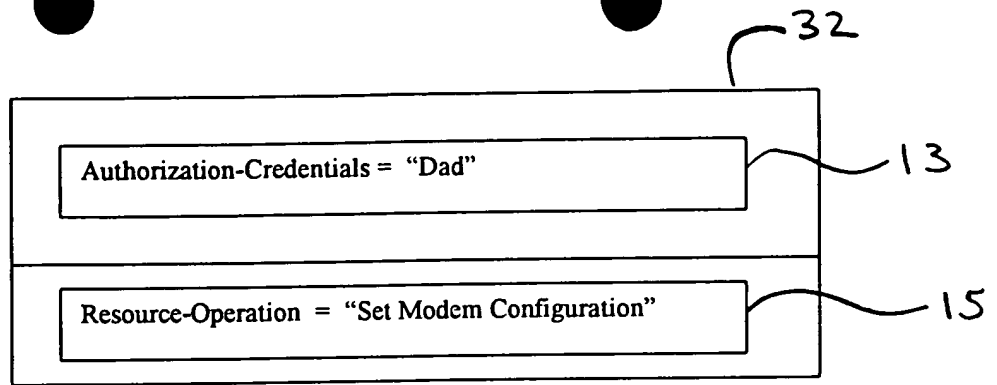 32
Authorization-Credentials = “Dad”
13
Resource-Operation = “Set Modem Configuration”
15